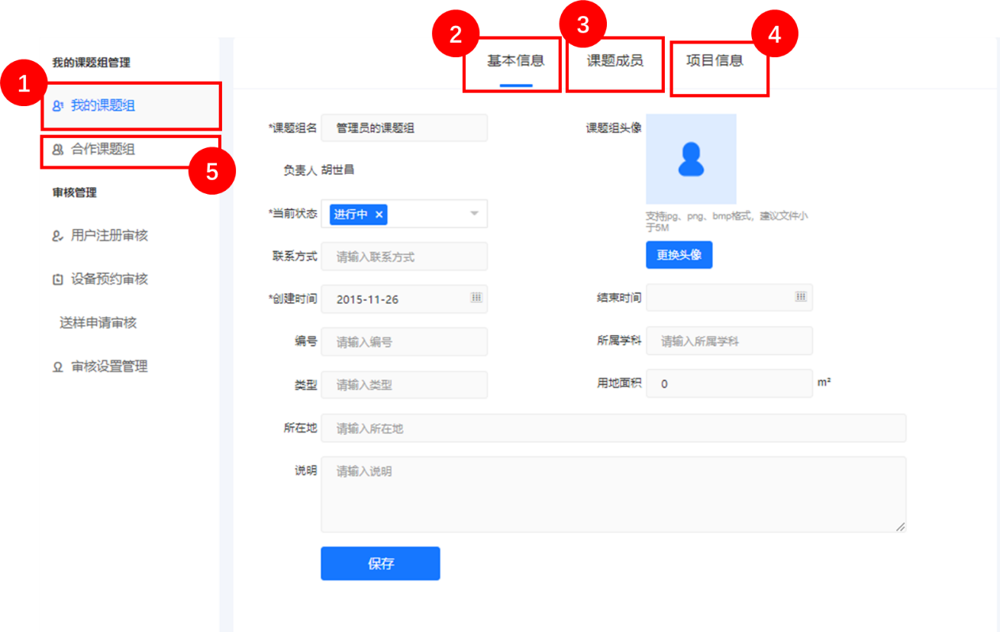 1
2
3
4
5
我的课题组管理
我的课题组
合作课题组
审核管理
用户注册审核
设备预约审核
送样申请审核
审核设置管理
基本信息
课题成员
项目信息
*课题组名
管理员的课题组
课题组头像
负责人 胡世昌
*当前状态
进行中 ×
支持jpg、png、bmp格式，建议文件小
于5M
联系方式
请输入联系方式
更换头像
*创建时间
2015-11-26
结束时间
编号
请输入编号
所属学科
请输入所属学科
类型
请输入类型
用地面积
0
m²
所在地
请输入所在地
说明
请输入说明
保存